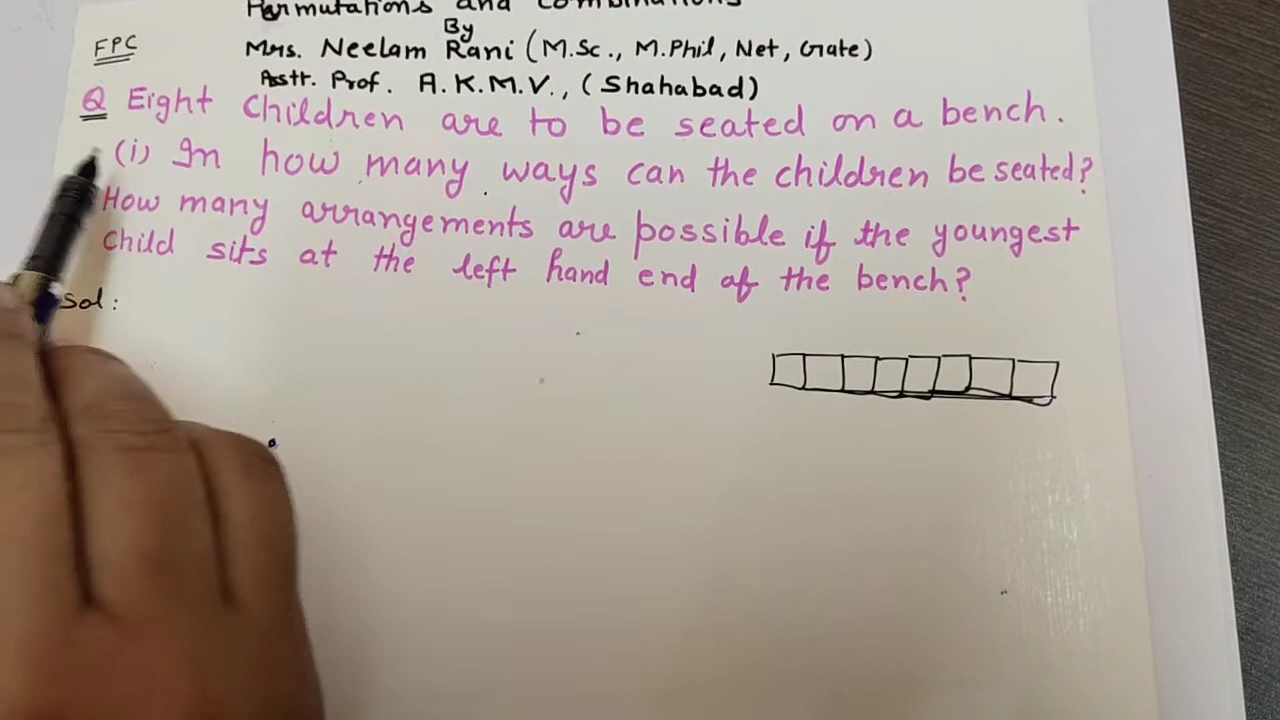 Permutations and Combinations
By
FPC
Mrs. Neelam Rani (M.Sc., M.Phil, Net, Gate)
Asstt. Prof. A.K.M.V., (Shahabad)
Q Eight Children are to be seated on a bench.
(i) In how many ways can the children be seated?
How many arrangements are possible if the youngest
Child sits at the left hand end of the bench?
Sol: